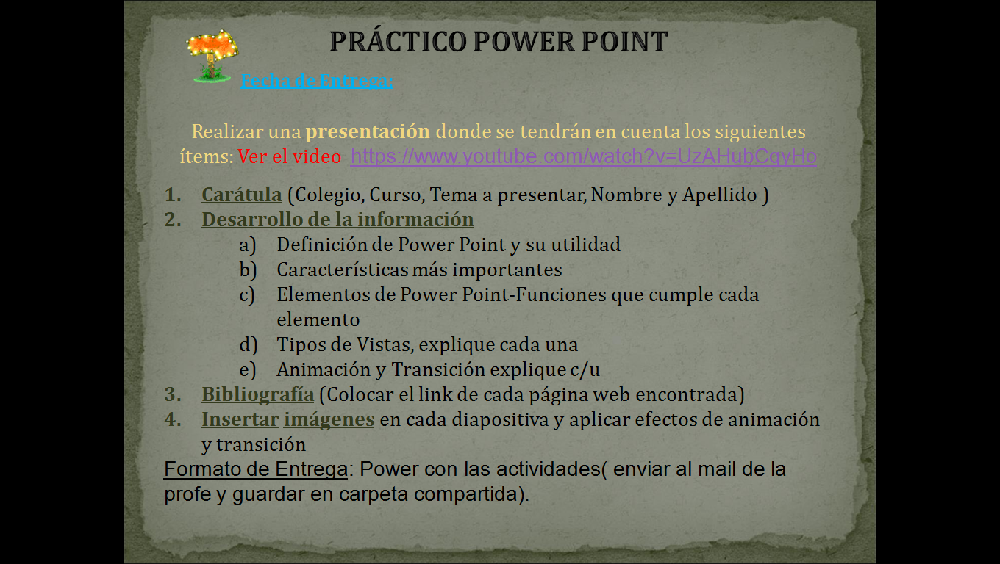 PRÁCTICO POWER POINT
Fecha de Entrega:
Realizar una presentación donde se tendrán en cuenta los siguientes
ítems: Ver el video https://www.youtube.com/watch?v=UzAHubCqyHo
1. Carátula (Colegio, Curso, Tema a presentar, Nombre y Apellido )
2. Desarrollo de la información
a) Definición de Power Point y su utilidad
b) Características más importantes
c) Elementos de Power Point-Funciones que cumple cada
elemento
d) Tipos de Vistas, explique cada una
e) Animación y Transición explique c/u
3. Bibliografía (Colocar el link de cada página web encontrada)
4. Insertar imágenes en cada diapositiva y aplicar efectos de animación
y transición
Formato de Entrega: Power con las actividades( enviar al mail de la
profe y guardar en carpeta compartida).